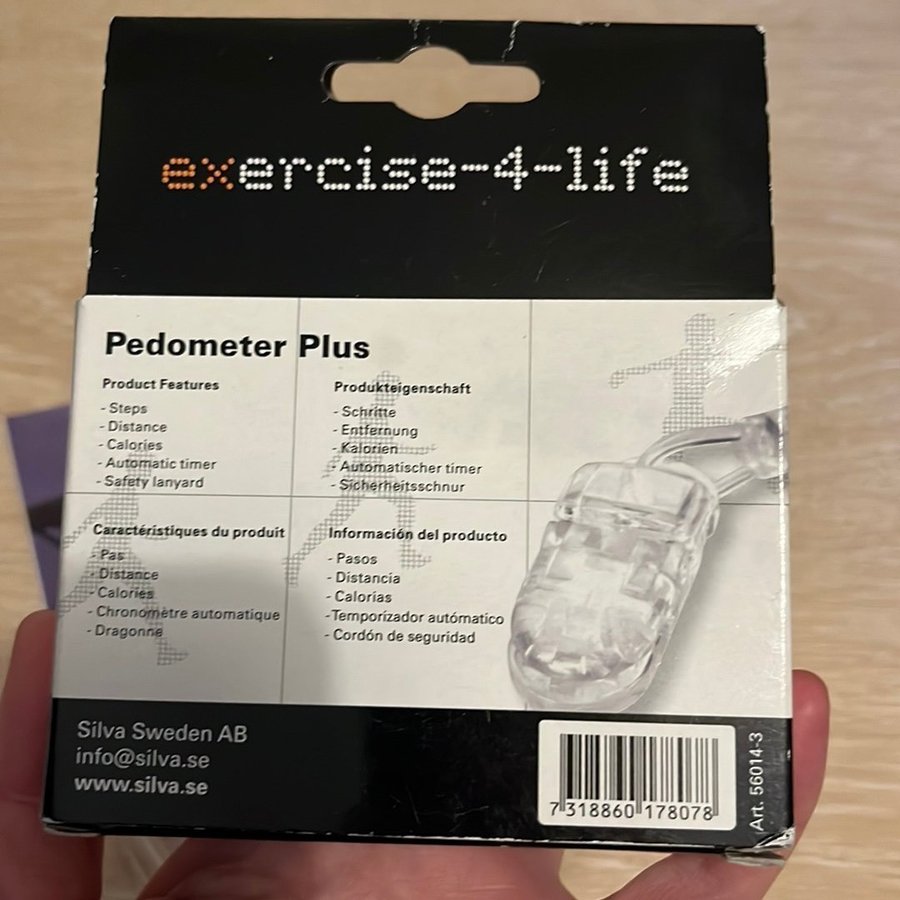 exercise-4-life
Pedometer Plus
Product Features
- Steps
- Distance
- Calories
- Automatic timer
- Safety lanyard
Produkteigenschaft
- Schritte
- Entfernung
- Kalorien
- Automatischer timer
- Sicherheitsschnur
Caractéristiques du produit
- Pas
- Distance
- Calories
- Chronomètre automatique
- Dragonne
Información del producto
- Pasos
- Distancia
- Calorias
-Temporizador autómatico
- Cordón de seguridad
Silva Sweden AB
info@silva.se
www.silva.se
7 318860 178078
Art. 56014-3